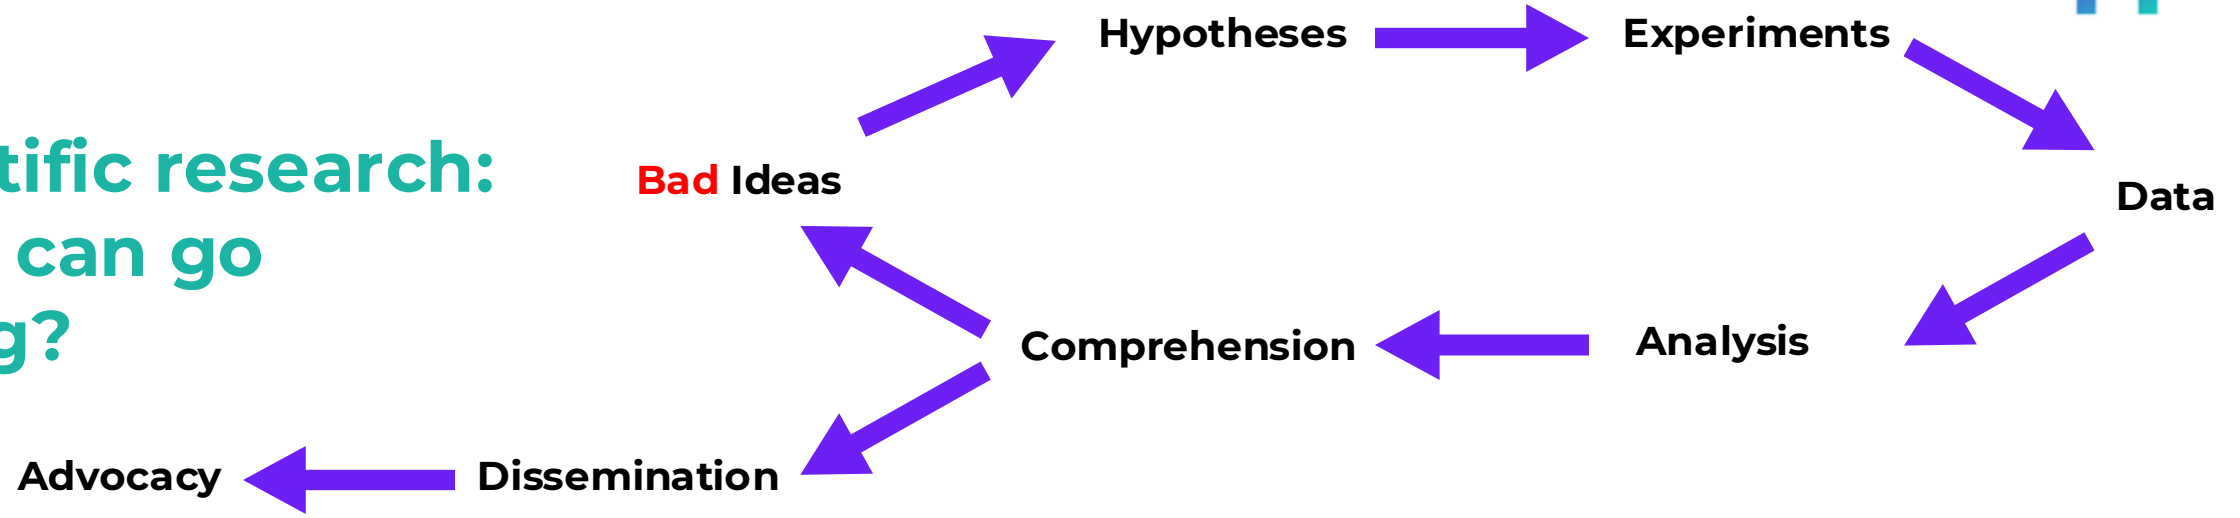 Hypotheses
Experiments
tific research:
can go
g?
Bad Ideas
Data
Comprehension
Analysis
Advocacy
Dissemination